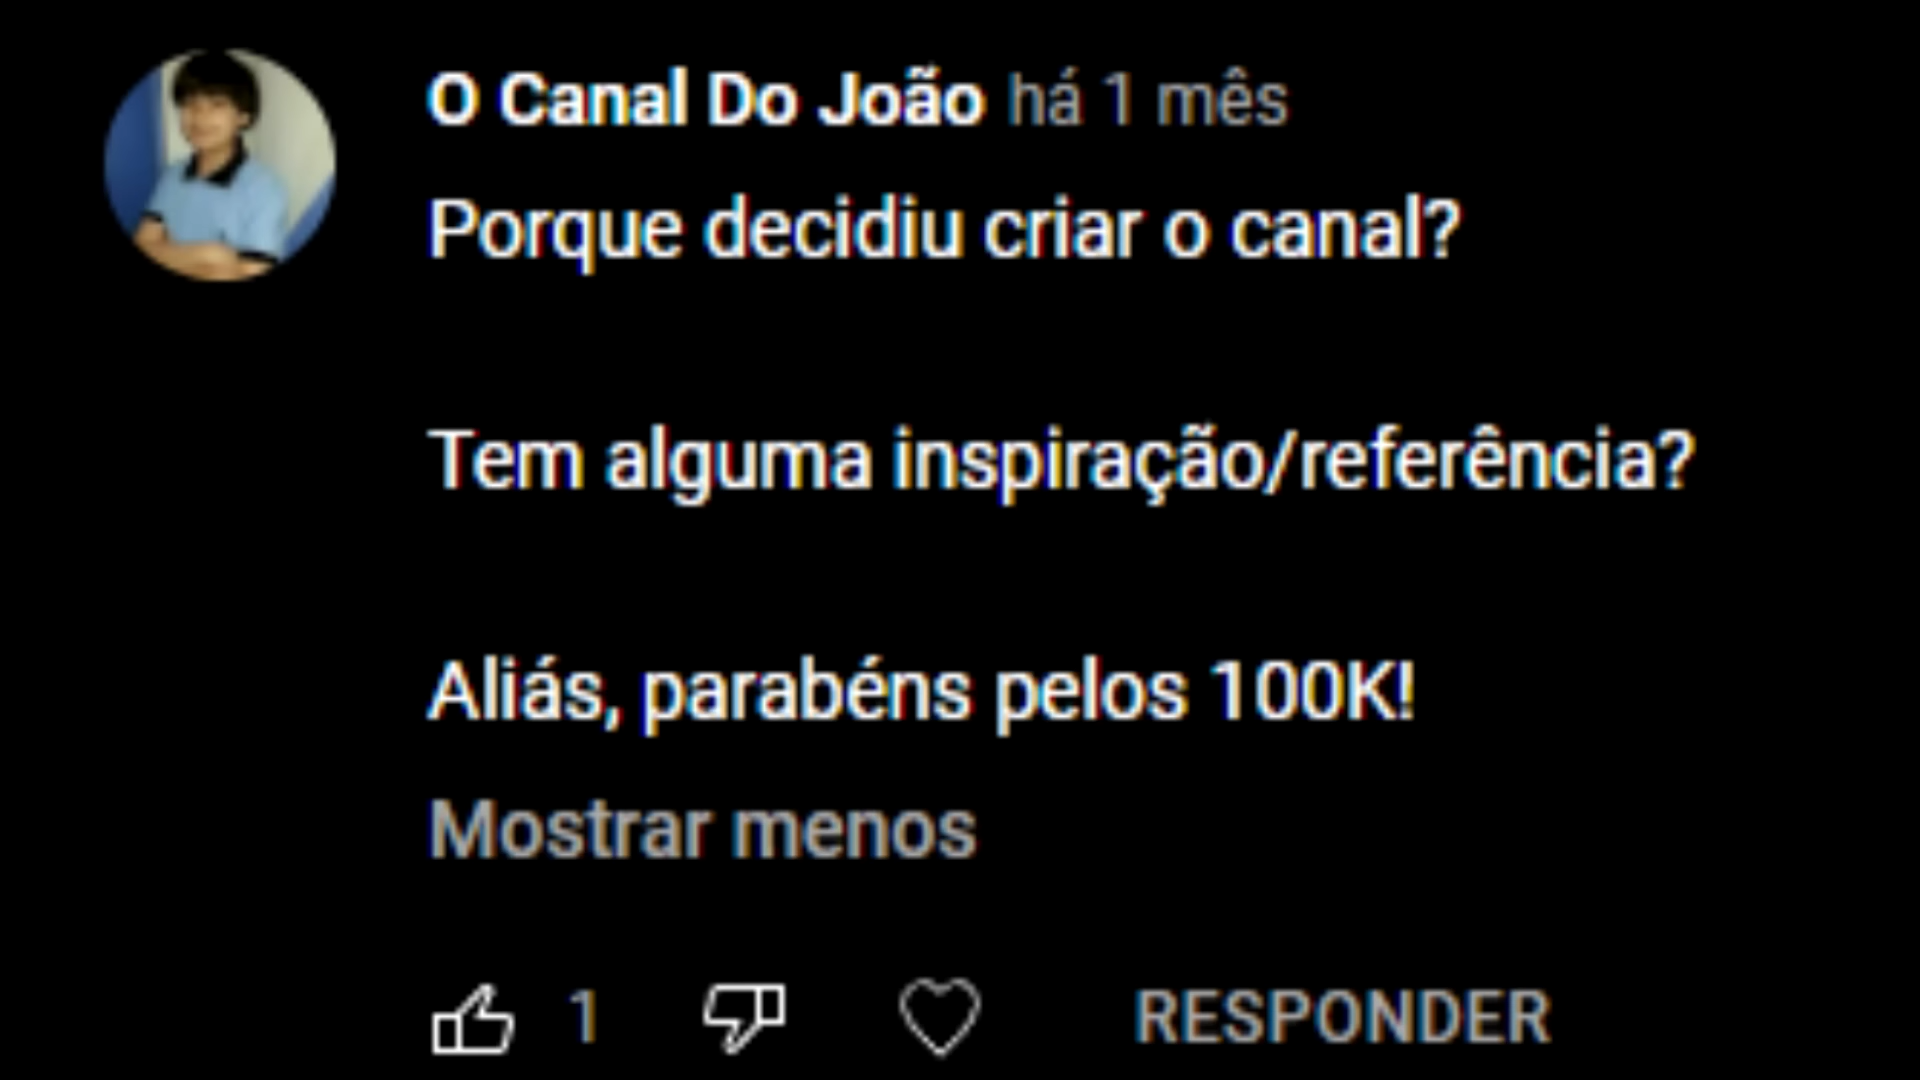 O Canal Do João há 1 mês
Porque decidiu criar o canal?
Tem alguma inspiração/referência?
Aliás, parabéns pelos 100K!
Mostrar menos
1 RESPONDER